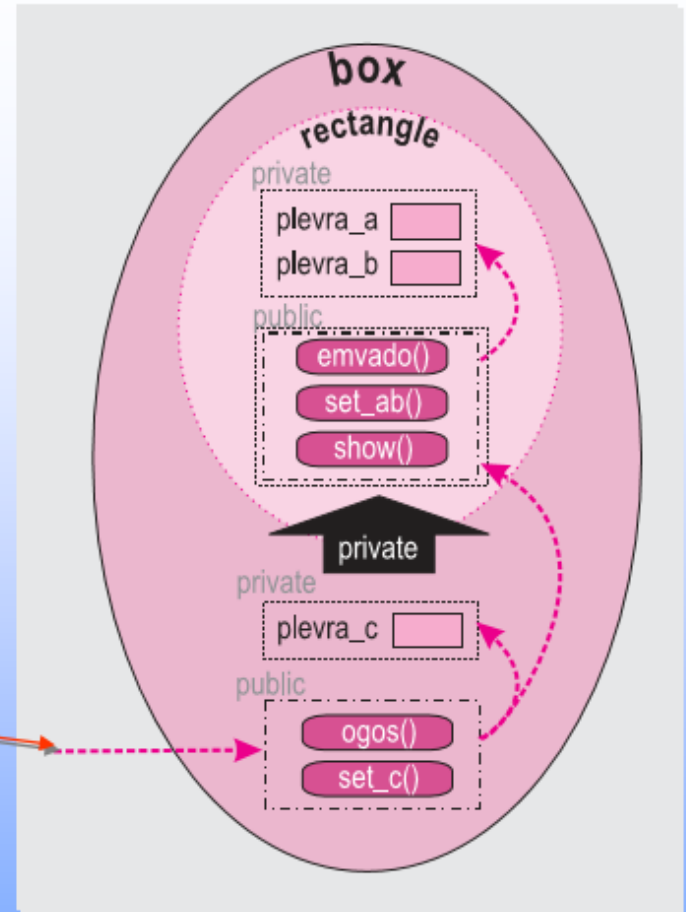 box
rectangle
private
plevra_a
plevra_b
public
emvado()
set_ab()
show()
private
private
plevra_c
public
ogos()
set_c()